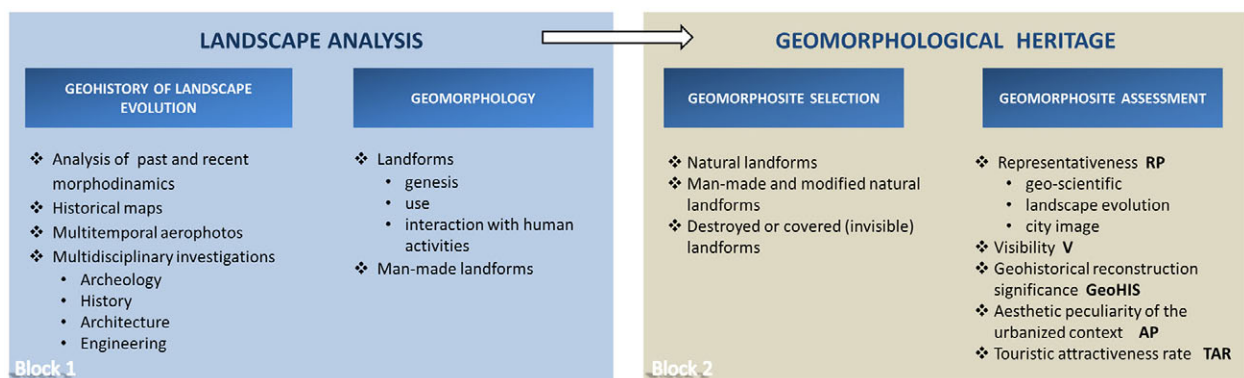 LANDSCAPE ANALYSIS
GEOHISTORY OF LANDSCAPE
EVOLUTION
❖ Analysis of past and recent
morphodinamics
❖ Historical maps
❖ Multitemporal aerophotos
❖ Multidisciplinary investigations
• Archeology
• History
• Architecture
• Engineering
GEOMORPHOLOGY
❖ Landforms
• genesis
• use
• interaction with human
activities
❖ Man-made landforms
Block 1
GEOMORPHOLOGICAL HERITAGE
GEOMORPHOSITE SELECTION
❖ Natural landforms
❖ Man-made and modified natural
landforms
❖ Destroyed or covered (invisible)
landforms
GEOMORPHOSITE ASSESSMENT
❖ Representativeness RP
• geo-scientific
• landscape evolution
• city image
❖ Visibility V
❖ Geohistorical reconstruction
significance GeoHIS
❖ Aesthetic peculiarity of the
urbanized context AP
❖ Touristic attractiveness rate TAR
Block 2